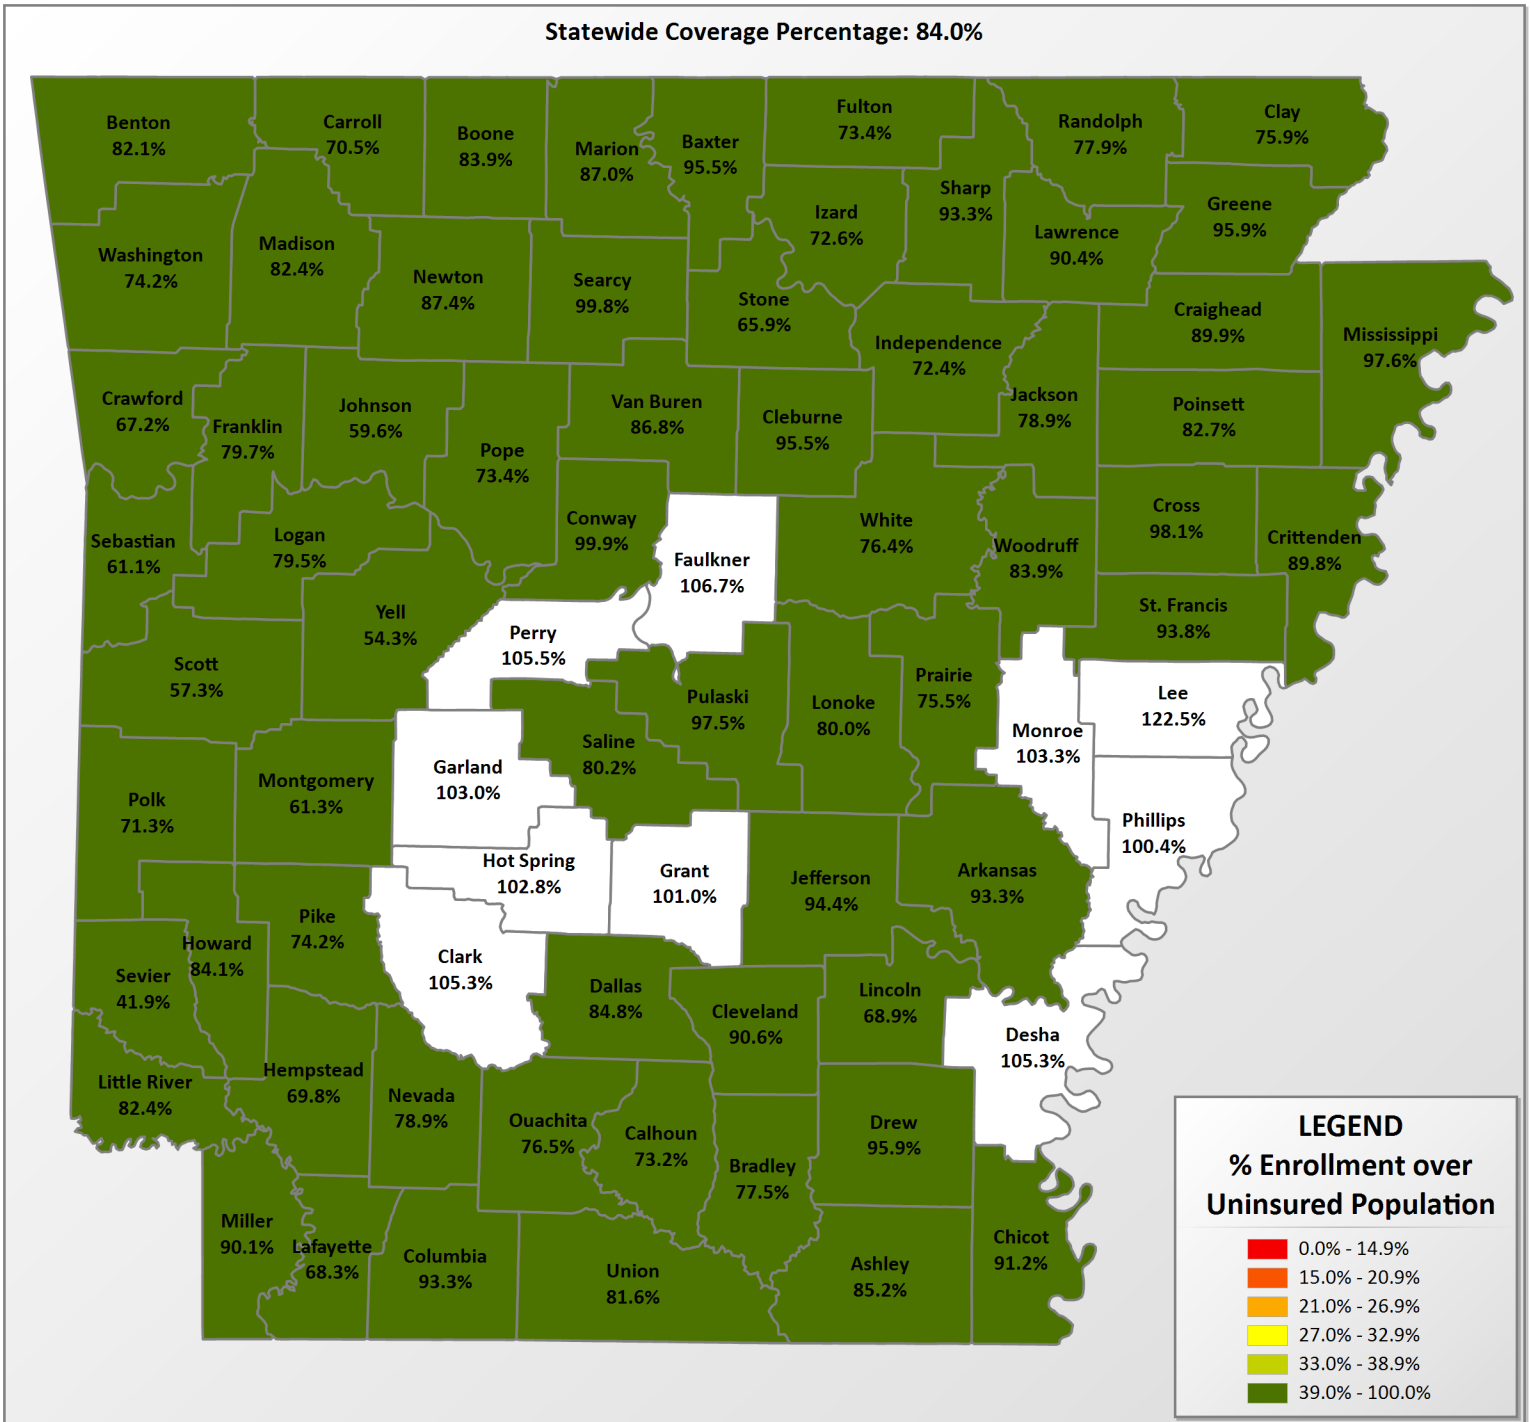 Statewide Coverage Percentage: 84.0%
Benton
82.1%
Carroll
70.5%
Boone
83.9%
Marion
87.0%
Baxter
95.5%
Fulton
73.4%
Randolph
77.9%
Clay
75.9%
Sharp
93.3%
Izard
72.6%
Greene
95.9%
Lawrence
90.4%
Washington
74.2%
Madison
82.4%
Newton
87.4%
Searcy
99.8%
Stone
65.9%
Independence
72.4%
Craighead
89.9%
Mississippi
97.6%
Crawford
67.2%
Franklin
79.7%
Johnson
59.6%
Pope
73.4%
Van Buren
86.8%
Cleburne
95.5%
Jackson
78.9%
Poinsett
82.7%
Sebastian
61.1%
Logan
79.5%
Conway
99.9%
Faulkner
106.7%
White
76.4%
Woodruff
83.9%
Cross
98.1%
Crittenden
89.8%
Yell
54.3%
Perry
105.5%
St. Francis
93.8%
Scott
57.3%
Pulaski
97.5%
Lonoke
80.0%
Prairie
75.5%
Monroe
103.3%
Lee
122.5%
Saline
80.2%
Garland
103.0%
Montgomery
61.3%
Polk
71.3%
Phillips
100.4%
Hot Spring
102.8%
Grant
101.0%
Jefferson
94.4%
Arkansas
93.3%
Pike
74.2%
Howard
84.1%
Sevier
41.9%
Clark
105.3%
Dallas
84.8%
Cleveland
90.6%
Lincoln
68.9%
Desha
105.3%
Little River
82.4%
Hempstead
69.8%
Nevada
78.9%
Ouachita
76.5%
Calhoun
73.2%
Bradley
77.5%
Drew
95.9%
Miller
90.1%
Lafayette
68.3%
Columbia
93.3%
Union
81.6%
Ashley
85.2%
Chicot
91.2%
LEGEND
% Enrollment over
Uninsured Population
0.0% - 14.9%
15.0% - 20.9%
21.0% - 26.9%
27.0% - 32.9%
33.0% - 38.9%
39.0% - 100.0%